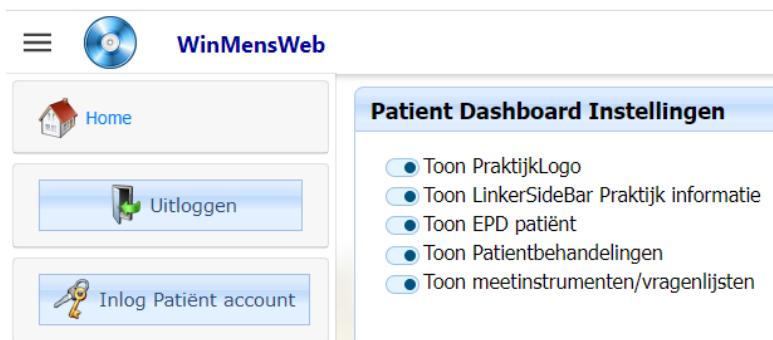 WinMensWeb
Home
Uitloggen
Inlog Patiënt account
Patient Dashboard Instellingen
Toon PraktijkLogo
Toon LinkerSideBar Praktijk informatie
Toon EPD patiënt
Toon Patientbehandelingen
Toon meetinstrumenten/vragenlijsten